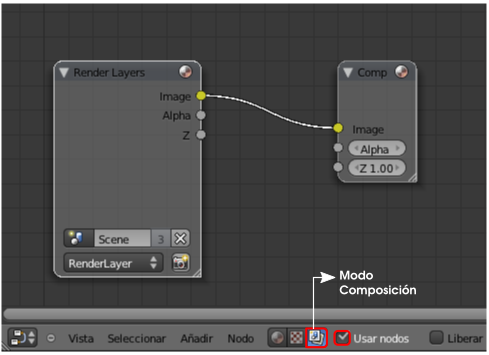 Render Layers
Comp
Image
Alpha
Z
Image
Alpha
Z 1.00
Scene
3
RenderLayer
Modo
Composición
Vista
Seleccionar
Añadir
Nodo
Usar nodos
Liberar